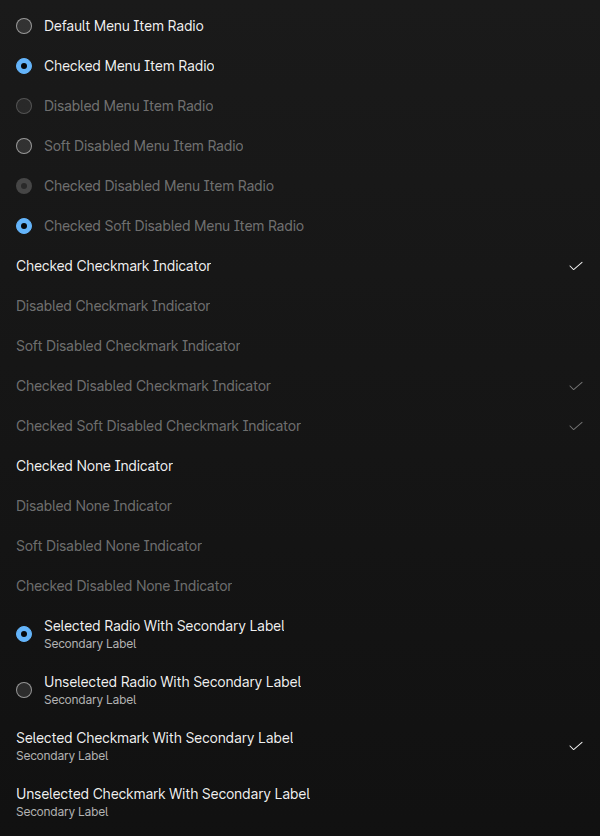 Default Menu Item Radio
Checked Menu Item Radio
Disabled Menu Item Radio
Soft Disabled Menu Item Radio
Checked Disabled Menu Item Radio
Checked Soft Disabled Menu Item Radio
Checked Checkmark Indicator
Disabled Checkmark Indicator
Soft Disabled Checkmark Indicator
Checked Disabled Checkmark Indicator
Checked Soft Disabled Checkmark Indicator
Checked None Indicator
Disabled None Indicator
Soft Disabled None Indicator
Checked Disabled None Indicator
Selected Radio With Secondary Label
Secondary Label
Unselected Radio With Secondary Label
Secondary Label
Selected Checkmark With Secondary Label
Secondary Label
Unselected Checkmark With Secondary Label
Secondary Label